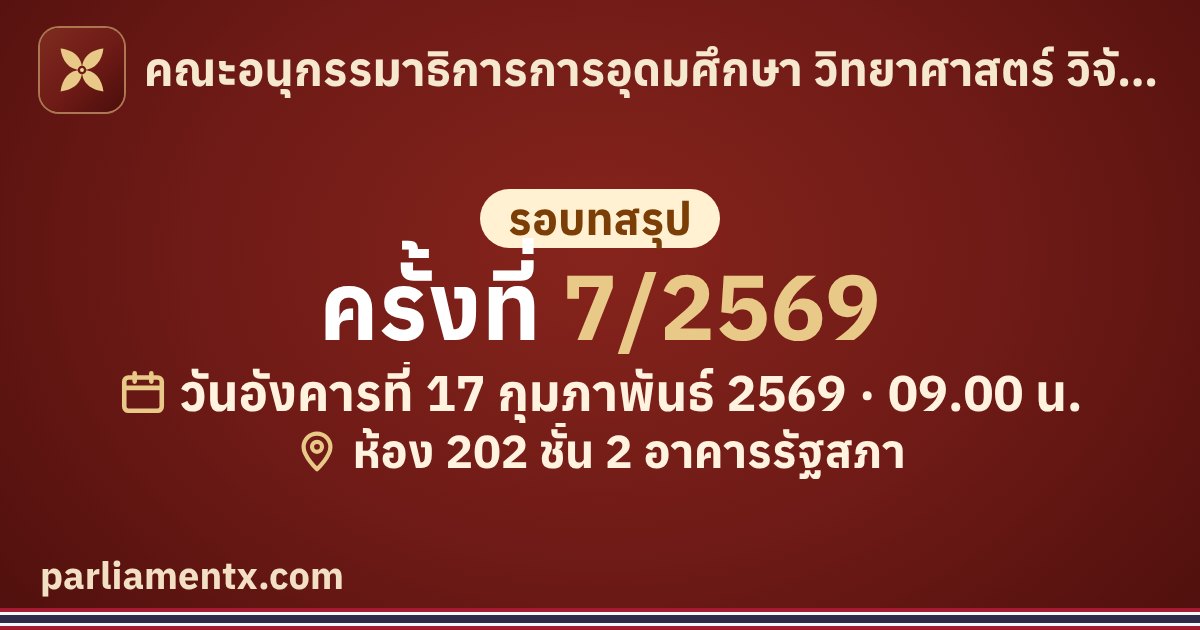 คณะอนุกรรมาธิการการอุดมศึกษา วิทยาศาสตร์ วิจั...
รอบทสรุป
ครั้งที่ 7/2569
วันอังคารที่ 17 กุมภาพันธ์ 2569 · 09.00 น.
ห้อง 202 ชั้น 2 อาคารรัฐสภา
parliamentx.com